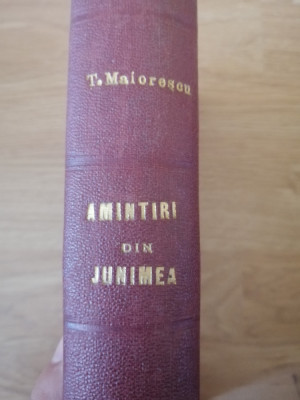 T. Maiorescu
AMINTIRI
DIN
JUNIMEA